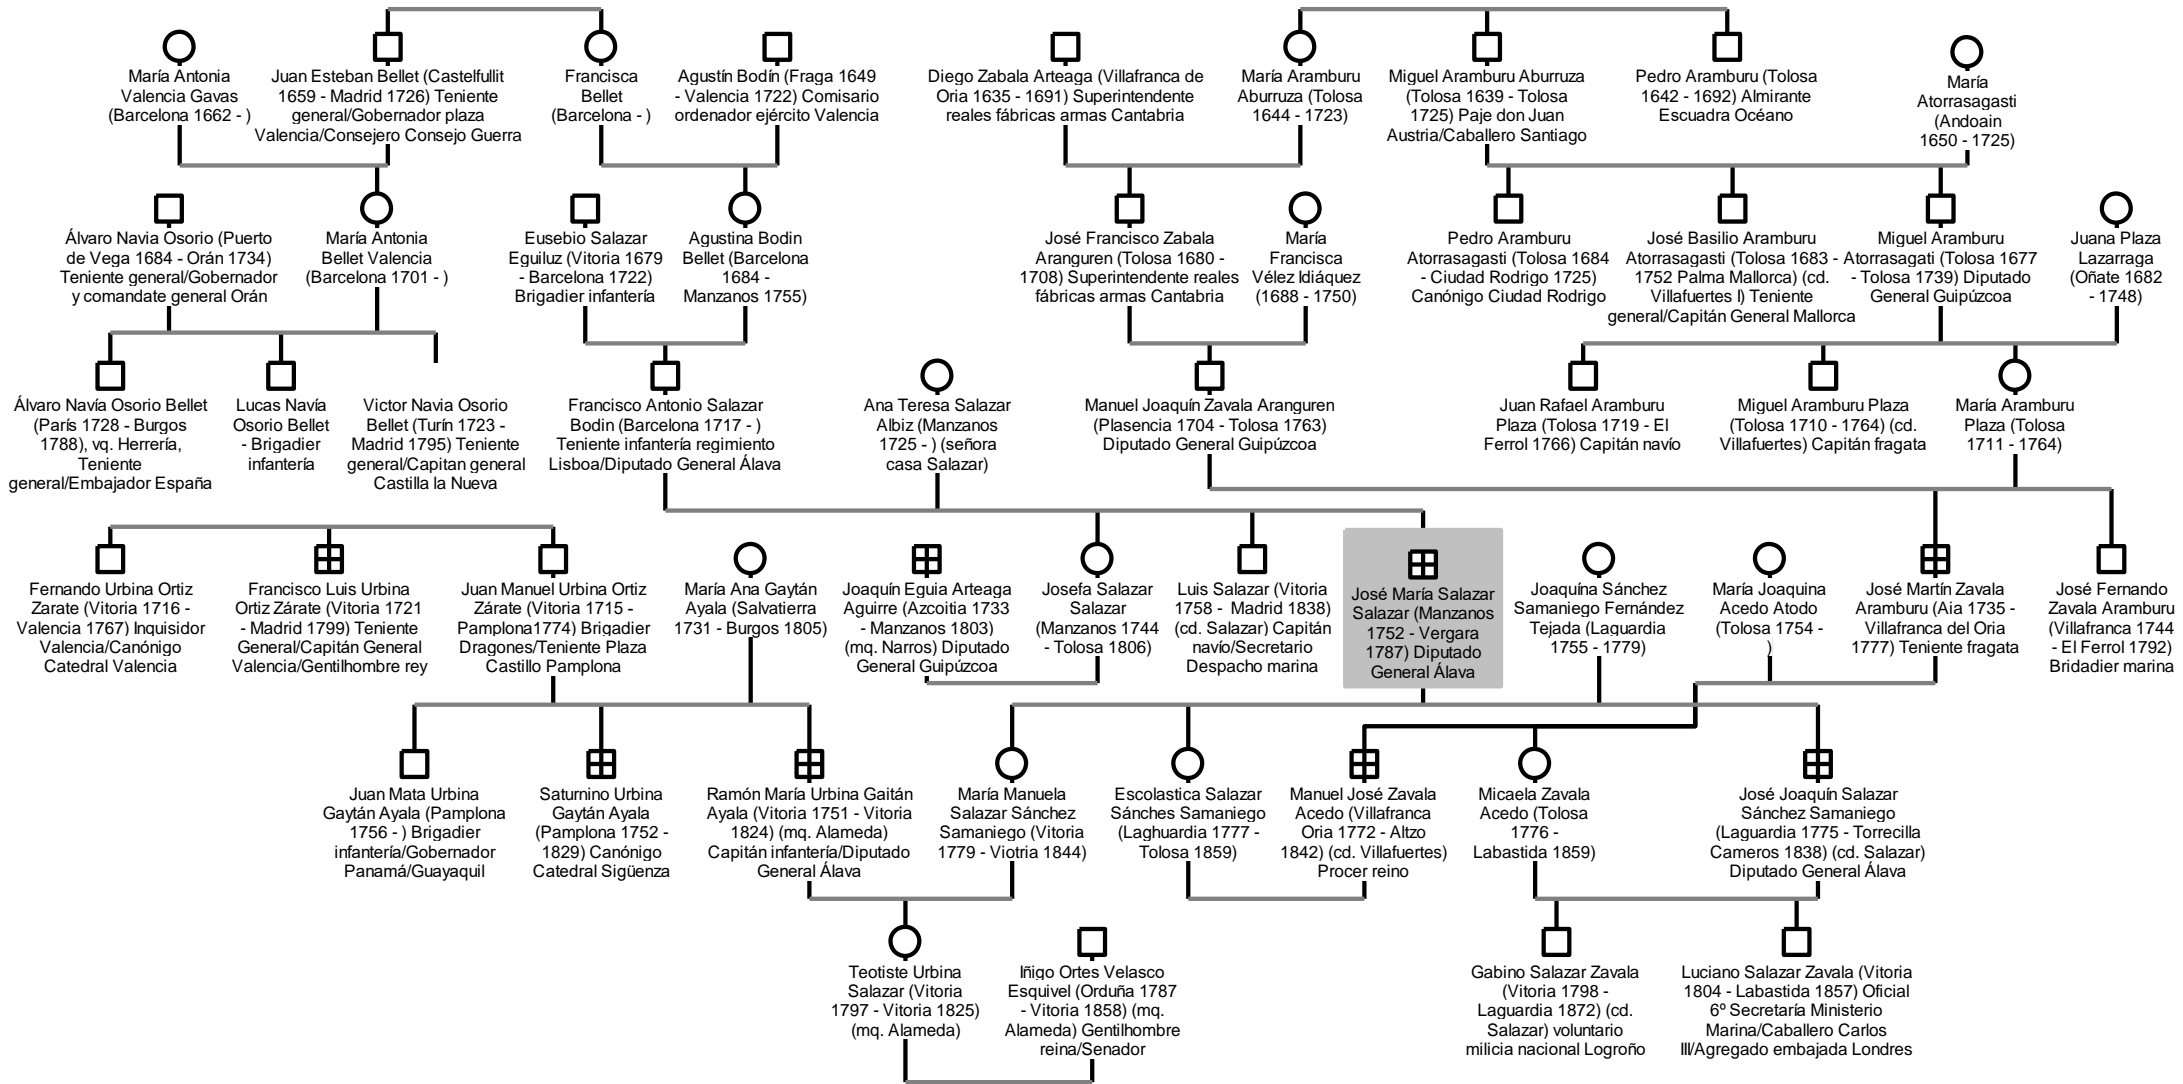 María Antonia
Valencia Gavas
(Barcelona 1662 - )
Juan Esteban Bellet (Castelfullit
1659 - Madrid 1726) Teniente
general/Gobernador plaza
Valencia/Consejero Consejo Guerra
Francisca
Bellet
(Barcelona - )
Agustín Bodín (Fraga 1649
- Valencia 1722) Comisario
ordenador ejército Valencia
Diego Zabala Arteaga (Villafranca de
Oria 1635 - 1691) Superintendente
reales fábricas armas Cantabria
María Aramburu
Aburruza (Tolosa
1644 - 1723)
Miguel Aramburu Aburruza
(Tolosa 1639 - Tolosa
1725) Paje don Juan
Austria/Caballero Santiago
Pedro Aramburu (Tolosa
1642 - 1692) Almirante
Escuadra Océano
María
Atorrasagasti
(Andoain
1650 - 1725)
Álvaro Navia Osorio (Puerto
de Vega 1684 - Orán 1734)
Teniente general/Gobernador
y comandate general Orán
María Antonia
Bellet Valencia
(Barcelona 1701 - )
Eusebio Salazar
Eguiluz (Vitoria 1679
- Barcelona 1722)
Brigadier infantería
Agustina Bodin
Bellet (Barcelona
1684 -
Manzanos 1755)
José Francisco Zabala
Aranguren (Tolosa 1680 -
1708) Superintendente reales
fábricas armas Cantabria
María
Francisca
Vélez Idiáquez
(1688 - 1750)
Pedro Aramburu
Atorrasagasti (Tolosa 1684
- Ciudad Rodrigo 1725)
Canónigo Ciudad Rodrigo
José Basilio Aramburu
Atorrasagasti (Tolosa 1683 -
1752 Palma Mallorca) (cd.
Villafuertes I) Teniente
general/Capitán General Mallorca
Miguel Aramburu
Atorrasagati (Tolosa 1677
- Tolosa 1739) Diputado
General Guipúzcoa
Juana Plaza
Lazarraga
(Oñate 1682
- 1748)
Álvaro Navía Osorio Bellet
(París 1728 - Burgos
1788), vq. Herrería,
Teniente
general/Embajador España
Lucas Navía
Osorio Bellet
- Brigadier
infantería
Victor Navia Osorio
Bellet (Turín 1723 -
Madrid 1795) Teniente
general/Capitan general
Castilla la Nueva
Francisco Antonio Salazar
Bodin (Barcelona 1717 - )
Teniente infantería regimiento
Lisboa/Diputado General Álava
Ana Teresa Salazar
Albiz (Manzanos
1725 - ) (señora
casa Salazar)
Manuel Joaquín Zavala Aranguren
(Plasencia 1704 - Tolosa 1763)
Diputado General Guipúzcoa
Juan Rafael Aramburu
Plaza (Tolosa 1719 - El
Ferrol 1766) Capitán navío
Miguel Aramburu Plaza
(Tolosa 1710 - 1764) (cd.
Villafuertes) Capitán fragata
María Aramburu
Plaza (Tolosa
1711 - 1764)
Fernando Urbina Ortiz
Zarate (Vitoria 1716 -
Valencia 1767) Inquisidor
Valencia/Canónigo
Catedral Valencia
Francisco Luis Urbina
Ortiz Zárate (Vitoria 1721
- Madrid 1799) Teniente
General/Capitán General
Valencia/Gentilhombre rey
Juan Manuel Urbina Ortiz
Zárate (Vitoria 1715 -
Pamplona1774) Brigadier
Dragones/Teniente Plaza
Castillo Pamplona
María Ana Gaytán
Ayala (Salvatierra
1731 - Burgos 1805)
Joaquín Eguia Arteaga
Aguirre (Azcoitia 1733
- Manzanos 1803)
(mq. Narros) Diputado
General Guipúzcoa
Josefa Salazar
Salazar
(Manzanos 1744
- Tolosa 1806)
Luis Salazar (Vitoria
1758 - Madrid 1838)
(cd. Salazar) Capitán
navío/Secretario
Despacho marina
José María Salazar
Salazar (Manzanos
1752 - Vergara
1787) Diputado
General Álava
Joaquína Sánchez
Samaniego Fernández
Tejada (Laguardia
1755 - 1779)
María Joaquina
Acedo Atodo
(Tolosa 1754 -
)
José Martín Zavala
Aramburu (Aia 1735 -
Villafranca del Oria
1777) Teniente fragata
José Fernando
Zavala Aramburu
(Villafranca 1744
- El Ferrol 1792)
Bridadier marina
Juan Mata Urbina
Gaytán Ayala (Pamplona
1756 - ) Brigadier
infantería/Gobernador
Panamá/Guayaquil
Saturnino Urbina
Gaytán Ayala
(Pamplona 1752 -
1829) Canónigo
Catedral Sigüenza
Ramón María Urbina Gaitán
Ayala (Vitoria 1751 - Vitoria
1824) (mq. Alameda)
Capitán infantería/Diputado
General Álava
María Manuela
Salazar Sánchez
Samaniego (Vitoria
1779 - Viotria 1844)
Escolastica Salazar
Sánches Samaniego
(Laghuardia 1777 -
Tolosa 1859)
Manuel José Zavala
Acedo (Villafranca
Oria 1772 - Altzo
1842) (cd. Villafuertes)
Procer reino
Micaela Zavala
Acedo (Tolosa
1776 -
Labastida 1859)
José Joaquín Salazar
Sánchez Samaniego
(Laguardia 1775 - Torrecilla
Cameros 1838) (cd. Salazar)
Diputado General Álava
Teotiste Urbina
Salazar (Vitoria
1797 - Vitoria 1825)
(mq. Alameda)
Iñigo Ortes Velasco
Esquivel (Orduña 1787
- Vitoria 1858) (mq.
Alameda) Gentilhombre
reina/Senador
Gabino Salazar Zavala
(Vitoria 1798 -
Laguardia 1872) (cd.
Salazar) voluntario
milicia nacional Logroño
Luciano Salazar Zavala (Vitoria
1804 - Labastida 1857) Oficial
6º Secretaría Ministerio
Marina/Caballero Carlos
III/Agregado embajada Londres